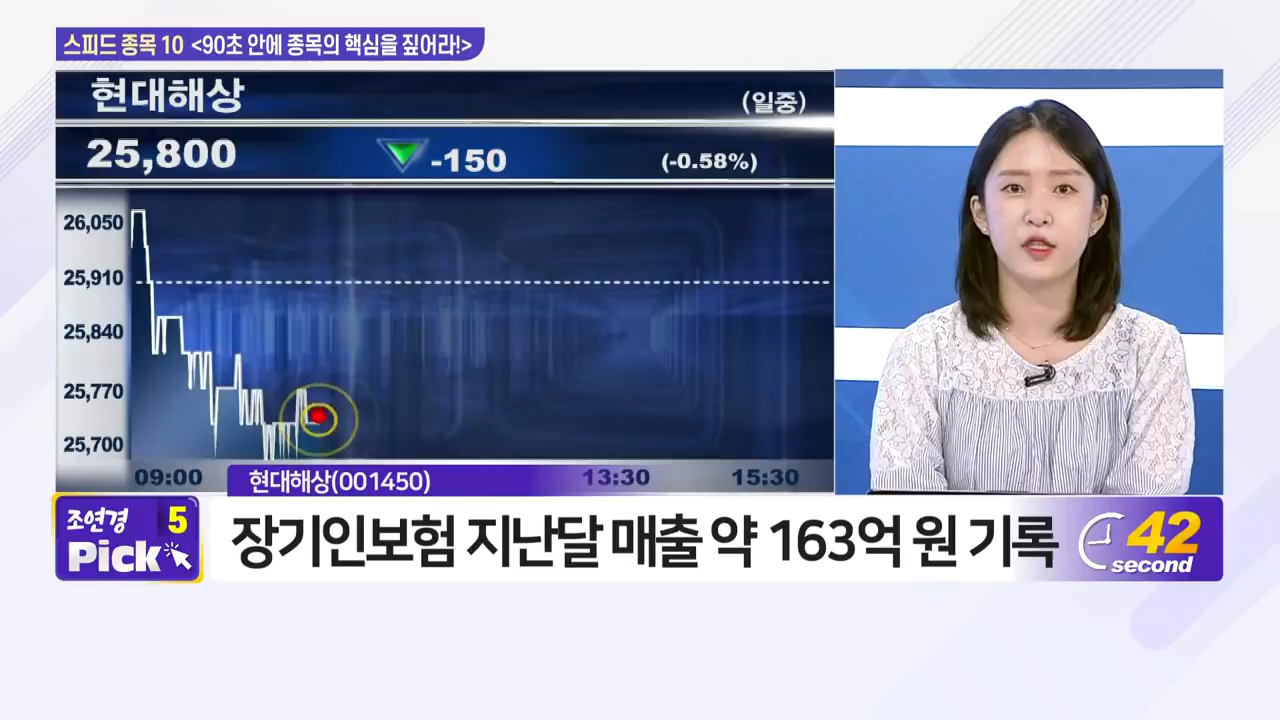 스피드 종목 10 <90초 안에 종목의 핵심을 짚어라!>
현대해상
(일중)
25,800 -150 (-0.58%)
26,050
25,910
25,840
25,770
25,700
09:00 13:30 15:30
현대해상(001450)
조연경 5
Pick
장기인보험 지난달 매출 약 163억 원 기록
42
second